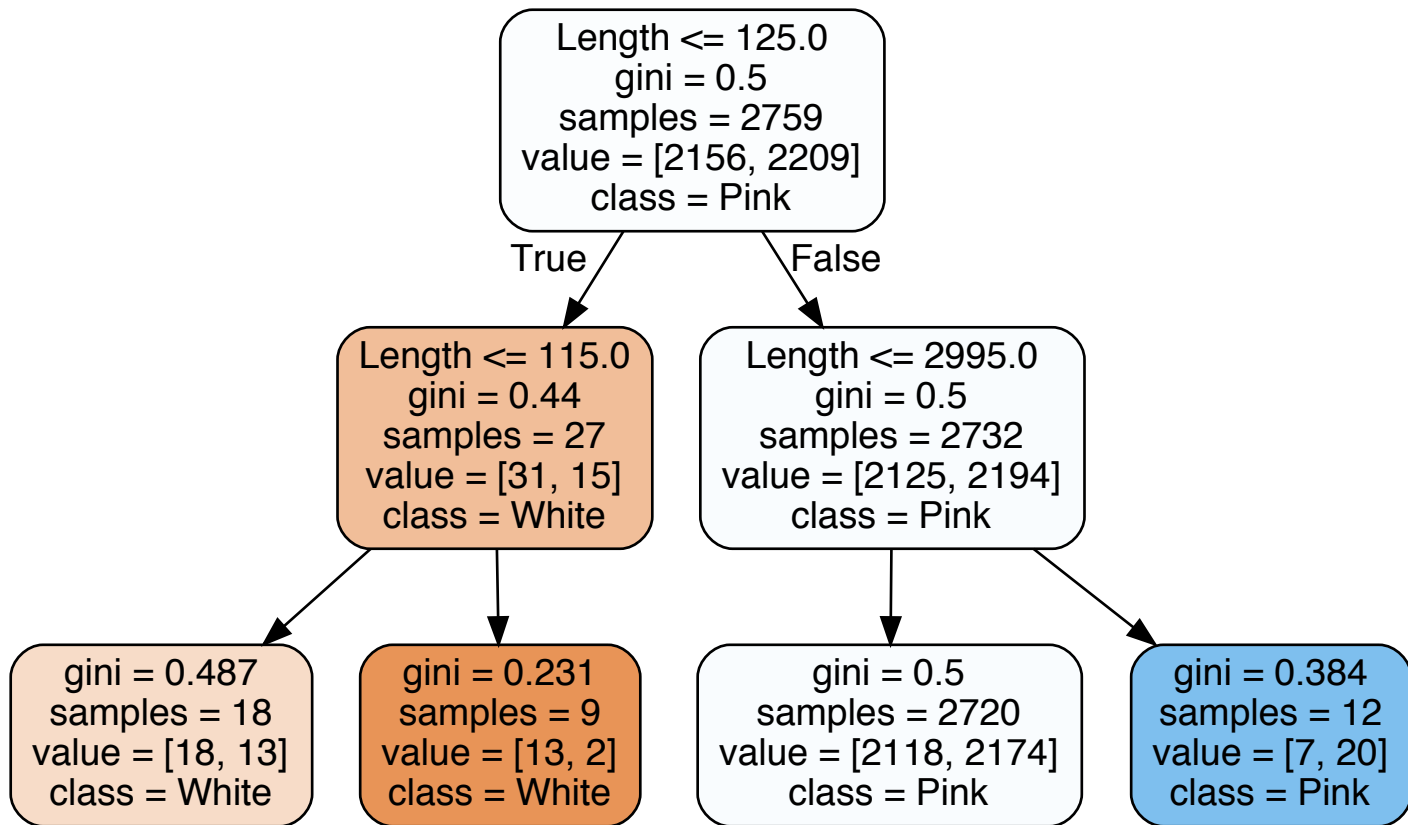 Length <= 125.0
gini = 0.5
samples = 2759
value = [2156, 2209]
class = Pink
True
False
Length <= 115.0
gini = 0.44
samples = 27
value = [31, 15]
class = White
Length <= 2995.0
gini = 0.5
samples = 2732
value = [2125, 2194]
class = Pink
gini = 0.487
samples = 18
value = [18, 13]
class = White
gini = 0.231
samples = 9
value = [13, 2]
class = White
gini = 0.5
samples = 2720
value = [2118, 2174]
class = Pink
gini = 0.384
samples = 12
value = [7, 20]
class = Pink